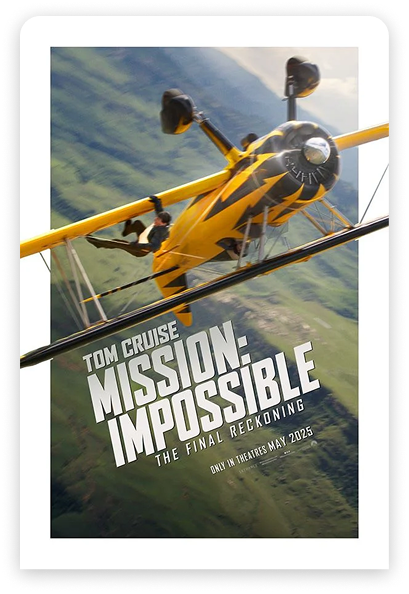 TOM CRUISE
MISSION:
IMPOSSIBLE
THE FINAL RECKONING
ONLY IN THEATRES MAY 2025